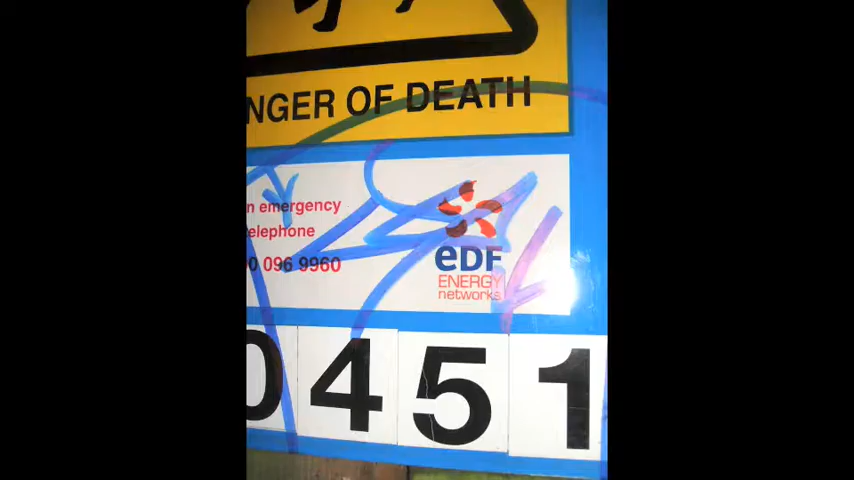 NGER OF DEATH
n emergency
elephone
0 096 9960
eDF
ENERGY
networks
0451